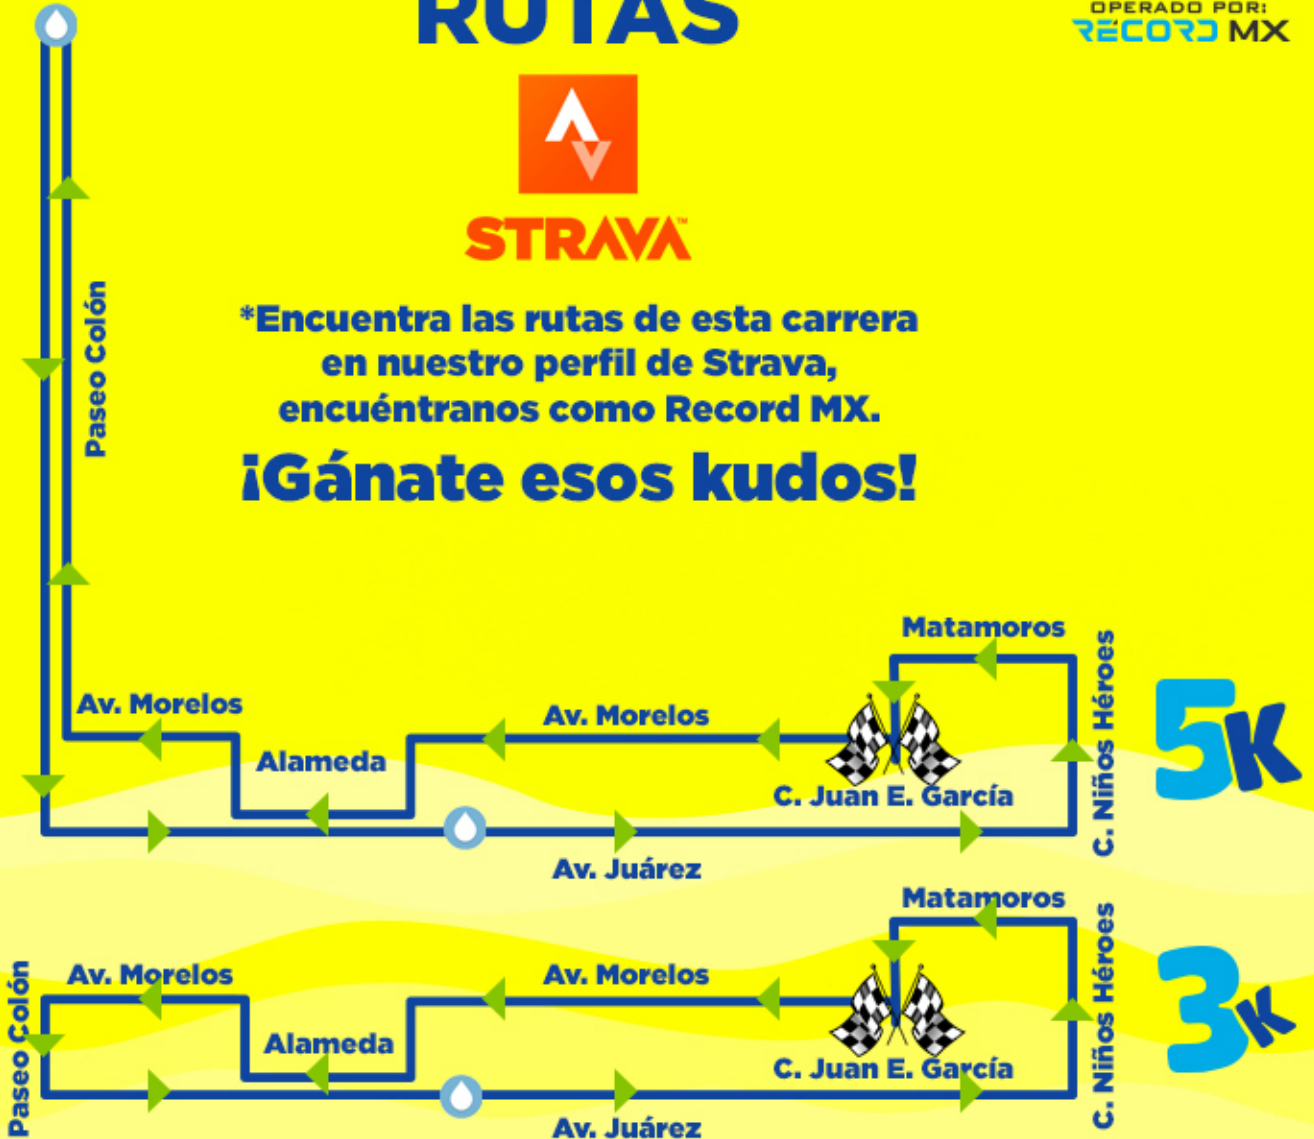 RUTAS
OPERADO POR:
RÉCORD MX
STRAVA™
*Encuentra las rutas de esta carrera
en nuestro perfil de Strava,
encuéntranos como Record MX.
¡Gánate esos kudos!
Paseo Colón
Matamoros
Av. Morelos
Av. Morelos
Alameda
C. Juan E. García
C. Niños Héroes
5K
Av. Juárez
Matamoros
Paseo Colón
Av. Morelos
Av. Morelos
Alameda
C. Juan E. García
C. Niños Héroes
3K
Av. Juárez